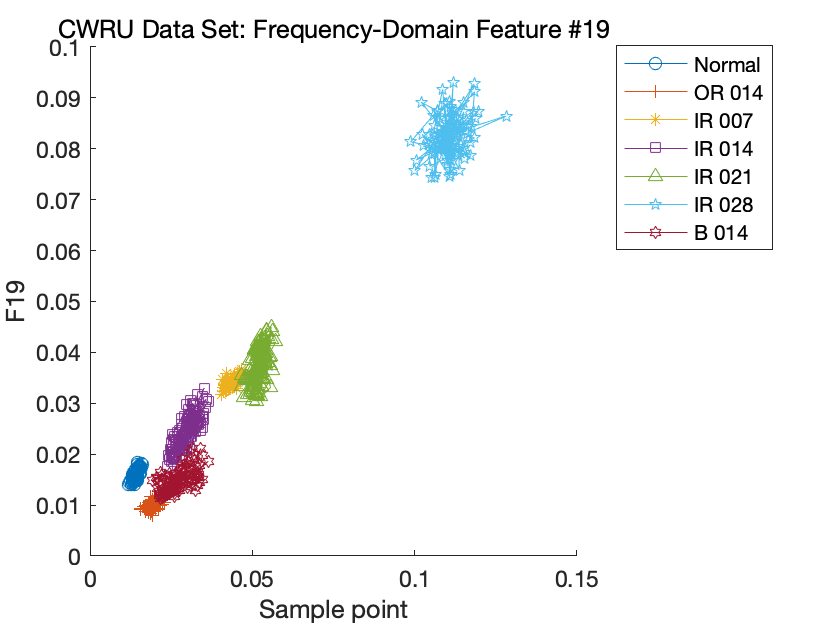 CWRU Data Set: Frequency-Domain Feature #19
0.1
0.09
0.08
0.07
0.06
0.05
0.04
0.03
0.02
0.01
0
F19
0 0.05 0.1 0.15
Sample point
Normal
OR 014
IR 007
IR 014
IR 021
IR 028
B 014